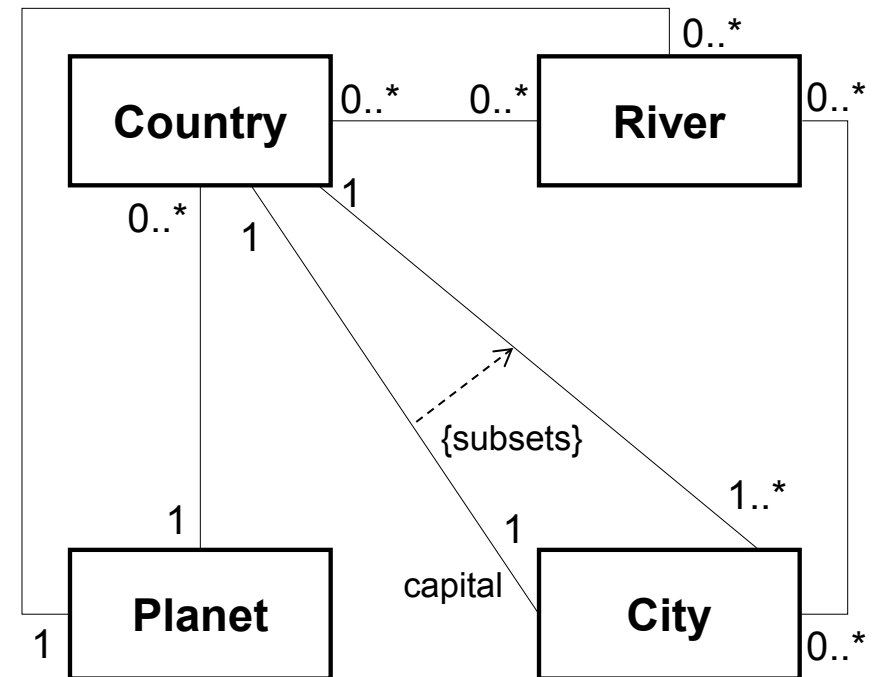 0..*
Country
0..*
0..*
River
0..*
0..*
1
1
{subsets}
1..*
1
1
capital
Planet
City
1
0..*